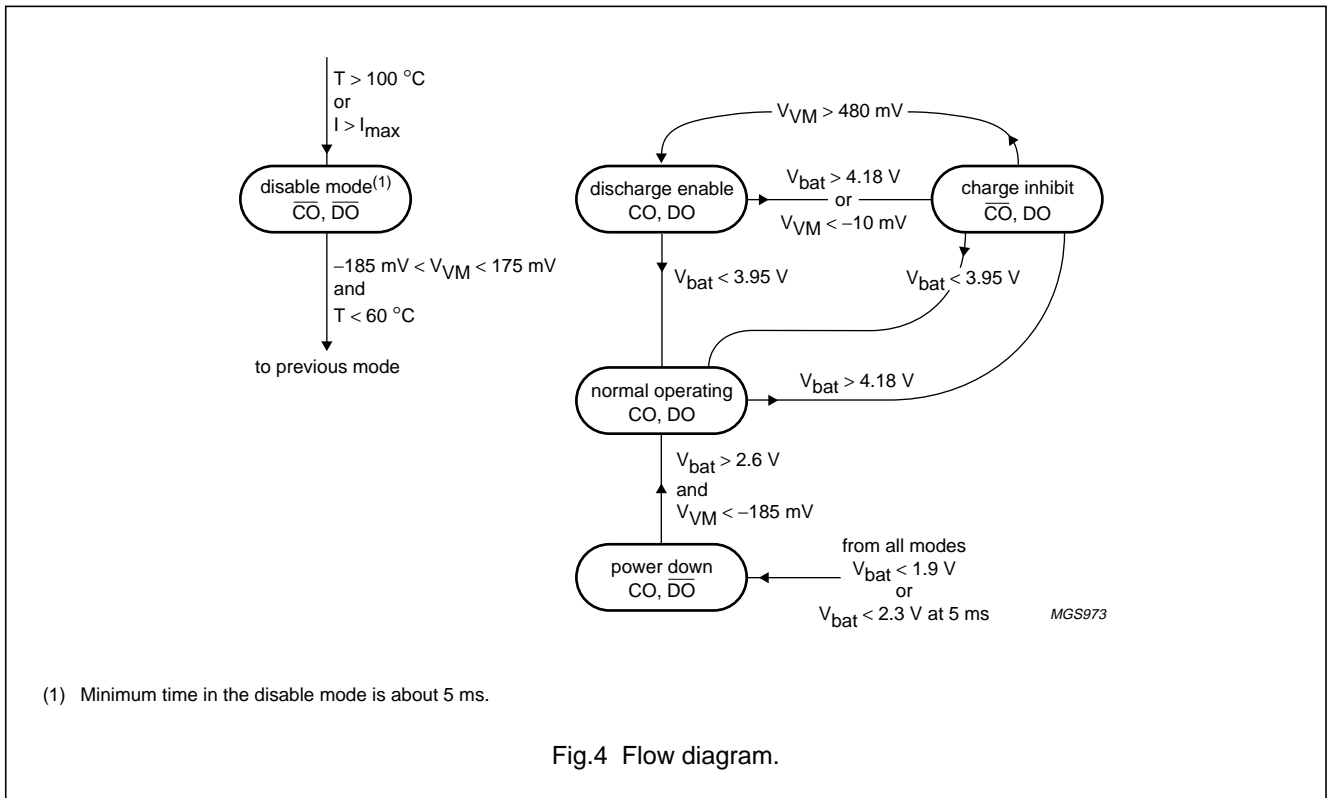 T > 100 °C
or
I > Imax
disable mode(1)
C̅O̅, D̅O̅
−185 mV < VVM < 175 mV
and
T < 60 °C
to previous mode
VVM > 480 mV
discharge enable
CO, DO
Vbat > 4.18 V
or
VVM < −10 mV
charge inhibit
C̅O̅, DO
Vbat < 3.95 V
Vbat < 3.95 V
normal operating
CO, DO
Vbat > 4.18 V
Vbat > 2.6 V
and
VVM < −185 mV
power down
CO, D̅O̅
from all modes
Vbat < 1.9 V
or
Vbat < 2.3 V at 5 ms
MGS973
(1) Minimum time in the disable mode is about 5 ms.
Fig.4 Flow diagram.